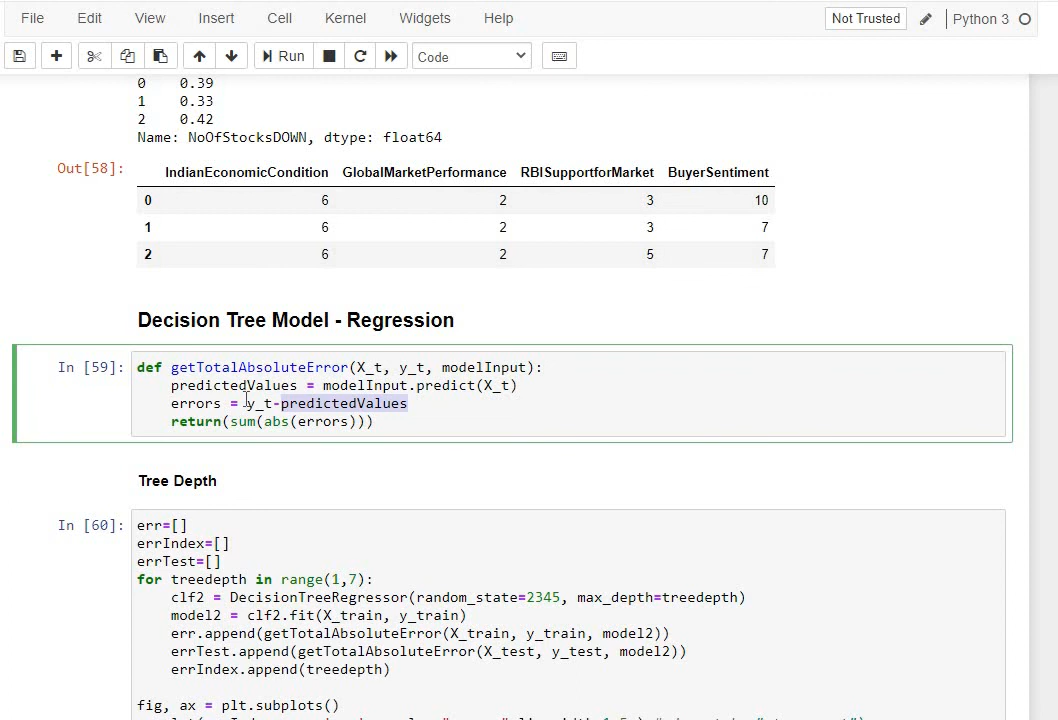 File Edit View Insert Cell Kernel Widgets Help Not Trusted Python 3
Run Code
0 0.39
1 0.33
2 0.42
Name: NoOfStocksDOWN, dtype: float64
Out[58]:
IndianEconomicCondition GlobalMarketPerformance RBISupportforMarket BuyerSentiment
0 6 2 3 10
1 6 2 3 7
2 6 2 5 7
Decision Tree Model - Regression
In [59]: def getTotalAbsoluteError(X_t, y_t, modelInput):
predictedValues = modelInput.predict(X_t)
errors = y_t-predictedValues
return(sum(abs(errors)))
Tree Depth
In [60]: err=[]
errIndex=[]
errTest=[]
for treedepth in range(1,7):
clf2 = DecisionTreeRegressor(random_state=2345, max_depth=treedepth)
model2 = clf2.fit(X_train, y_train)
err.append(getTotalAbsoluteError(X_train, y_train, model2))
errTest.append(getTotalAbsoluteError(X_test, y_test, model2))
errIndex.append(treedepth)
fig, ax = plt.subplots()